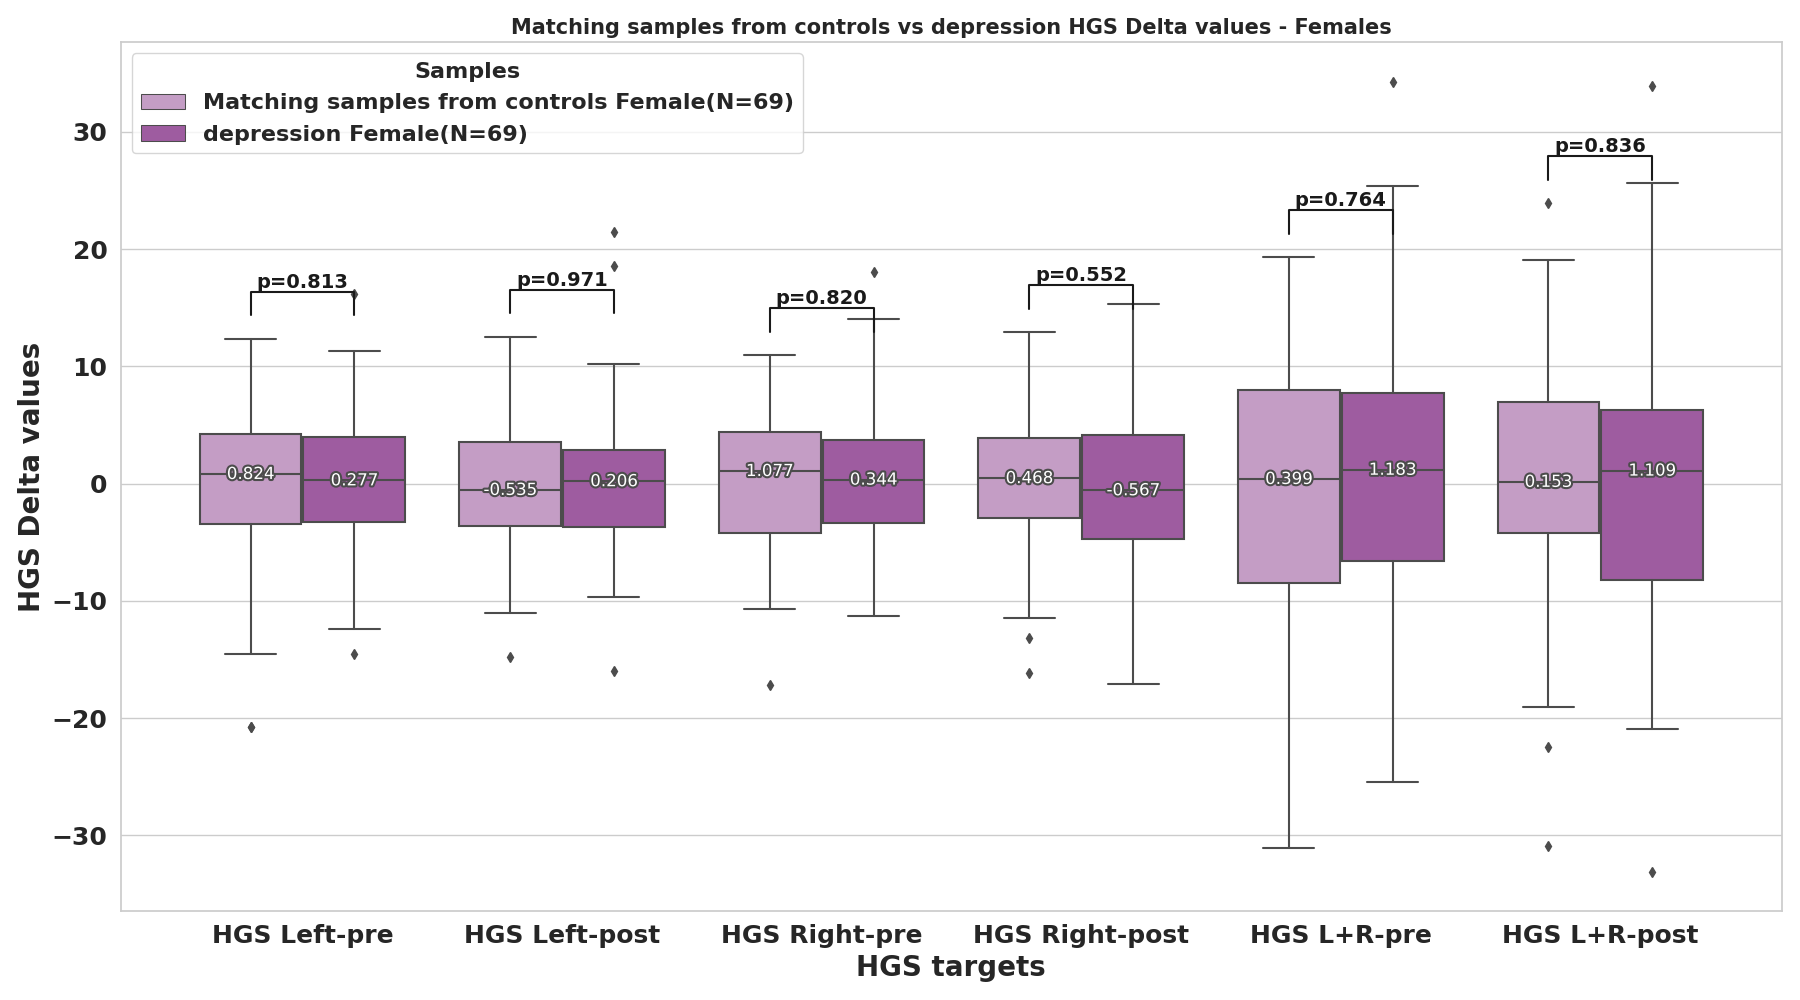 Matching samples from controls vs depression HGS Delta values - Females
Samples
Matching samples from controls Female(N=69)
depression Female(N=69)
HGS Delta values
30
20
10
0
−10
−20
−30
p=0.813
p=0.971
p=0.820
p=0.552
p=0.764
p=0.836
0.824
0.277
-0.535
0.206
1.077
0.344
0.468
-0.567
0.399
1.183
0.153
1.109
HGS Left-pre
HGS Left-post
HGS Right-pre
HGS Right-post
HGS L+R-pre
HGS L+R-post
HGS targets